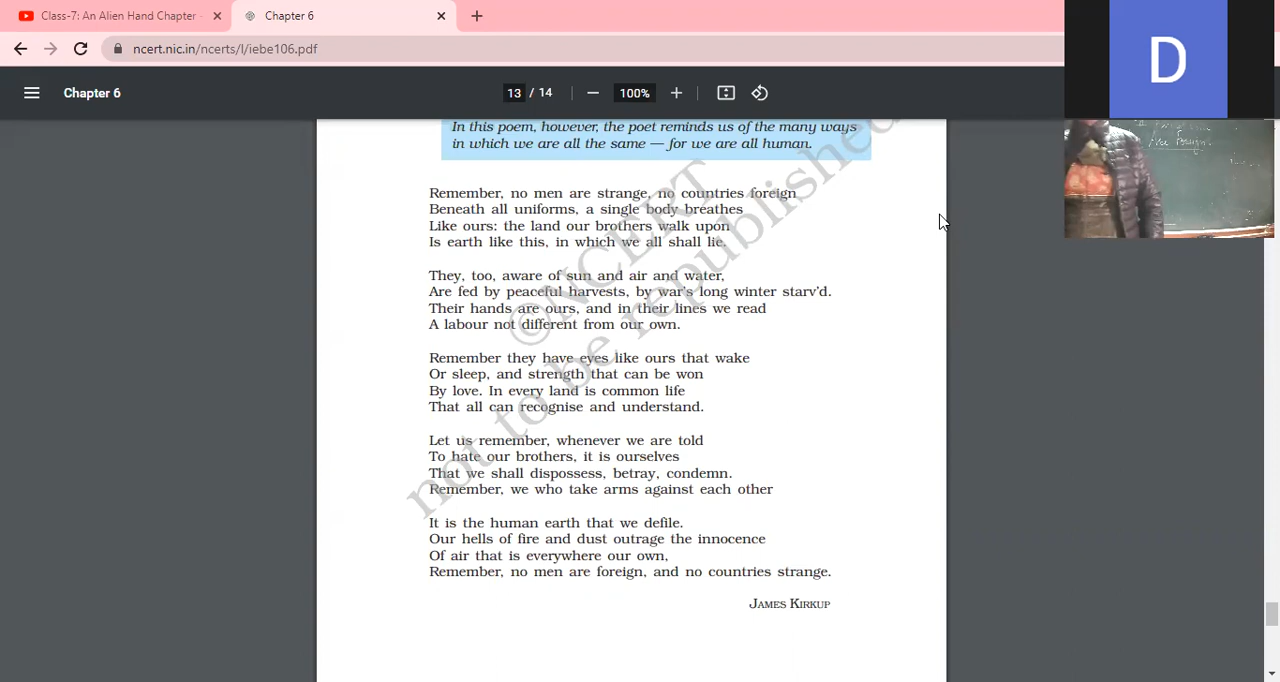 Class-7: An Alien Hand Chapter
Chapter 6
ncert.nic.in/ncerts/l/iebe106.pdf
Chapter 6
13 / 14
100%
D
In this poem, however, the poet reminds us of the many ways
in which we are all the same — for we are all human.
Remember, no men are strange, no countries foreign
Beneath all uniforms, a single body breathes
Like ours: the land our brothers walk upon
Is earth like this, in which we all shall lie.
They, too, aware of sun and air and water,
Are fed by peaceful harvests, by war's long winter starv'd.
Their hands are ours, and in their lines we read
A labour not different from our own.
Remember they have eyes like ours that wake
Or sleep, and strength that can be won
By love. In every land is common life
That all can recognise and understand.
Let us remember, whenever we are told
To hate our brothers, it is ourselves
That we shall dispossess, betray, condemn.
Remember, we who take arms against each other
It is the human earth that we defile.
Our hells of fire and dust outrage the innocence
Of air that is everywhere our own,
Remember, no men are foreign, and no countries strange.
JAMES KIRKUP
©NCERT
not to be republished
Are Foreign